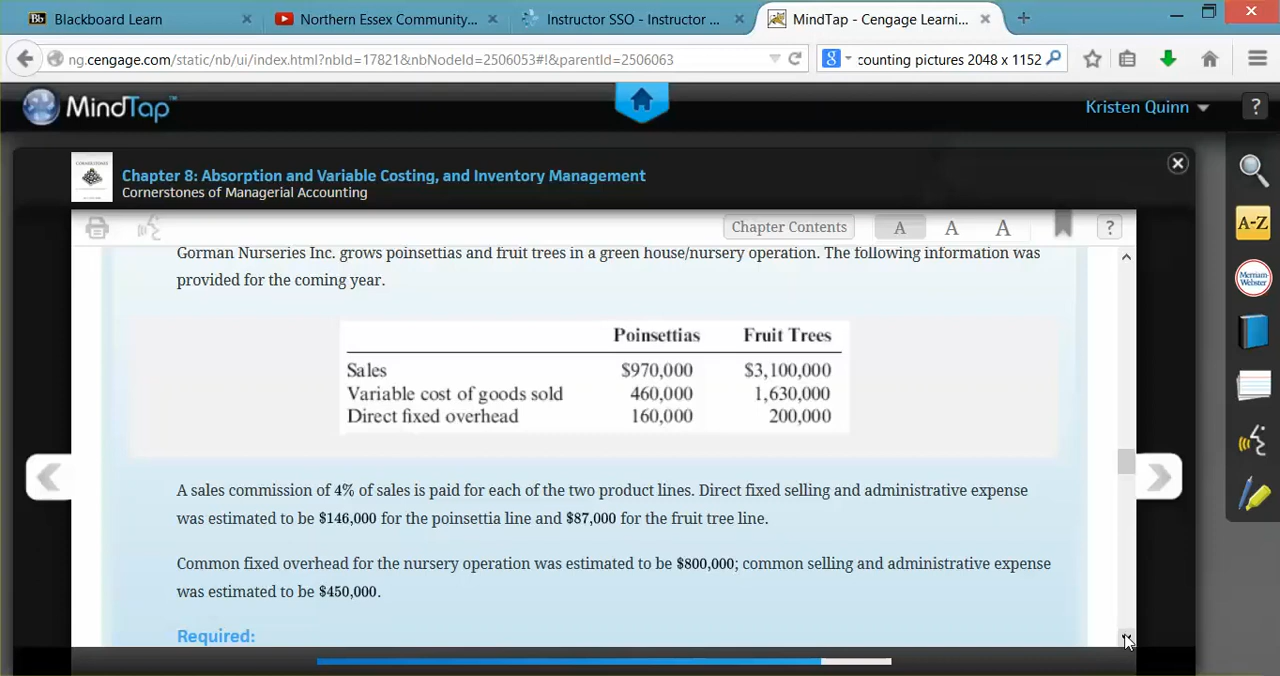 Blackboard Learn
Northern Essex Community...
Instructor SSO - Instructor ...
MindTap - Cengage Learni...
ng.cengage.com/static/nb/ui/index.html?nbId=17821&nbNodeId=2506053#!&parentId=2506063
counting pictures 2048 x 1152
MindTap™
Kristen Quinn
?
Chapter 8: Absorption and Variable Costing, and Inventory Management
Cornerstones of Managerial Accounting
Chapter Contents
A A A
?
A-Z
Merriam-Webster
Gorman Nurseries Inc. grows poinsettias and fruit trees in a green house/nursery operation. The following information was
provided for the coming year.
Poinsettias Fruit Trees
Sales $970,000 $3,100,000
Variable cost of goods sold 460,000 1,630,000
Direct fixed overhead 160,000 200,000
A sales commission of 4% of sales is paid for each of the two product lines. Direct fixed selling and administrative expense
was estimated to be $146,000 for the poinsettia line and $87,000 for the fruit tree line.
Common fixed overhead for the nursery operation was estimated to be $800,000; common selling and administrative expense
was estimated to be $450,000.
Required: